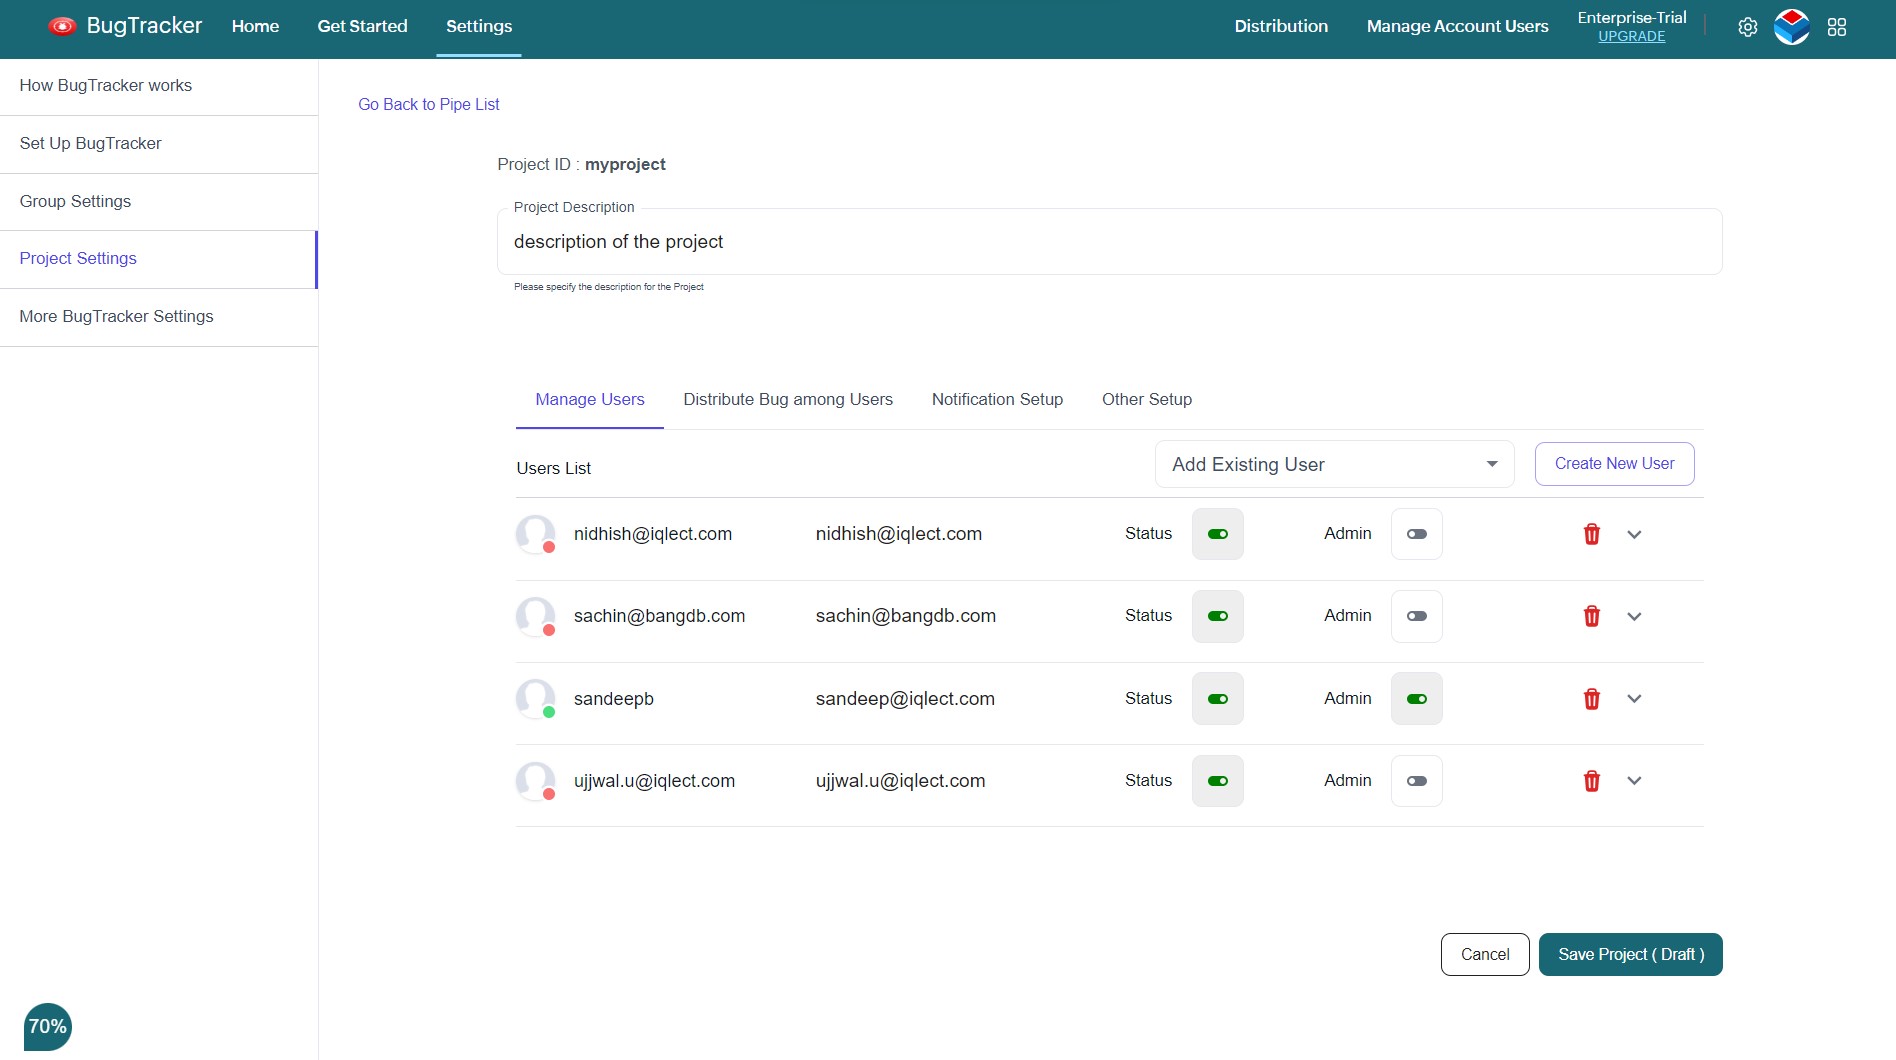 BugTracker Home Get Started Settings Distribution Manage Account Users Enterprise-Trial
UPGRADE
How BugTracker works
Set Up BugTracker
Group Settings
Project Settings
More BugTracker Settings
Go Back to Pipe List
Project ID : myproject
Project Description
description of the project
Please specify the description for the Project
Manage Users Distribute Bug among Users Notification Setup Other Setup
Users List Add Existing User Create New User
nidhish@iqlect.com nidhish@iqlect.com Status Admin
sachin@bangdb.com sachin@bangdb.com Status Admin
sandeepb sandeep@iqlect.com Status Admin
ujjwal.u@iqlect.com ujjwal.u@iqlect.com Status Admin
Cancel Save Project ( Draft )
70%